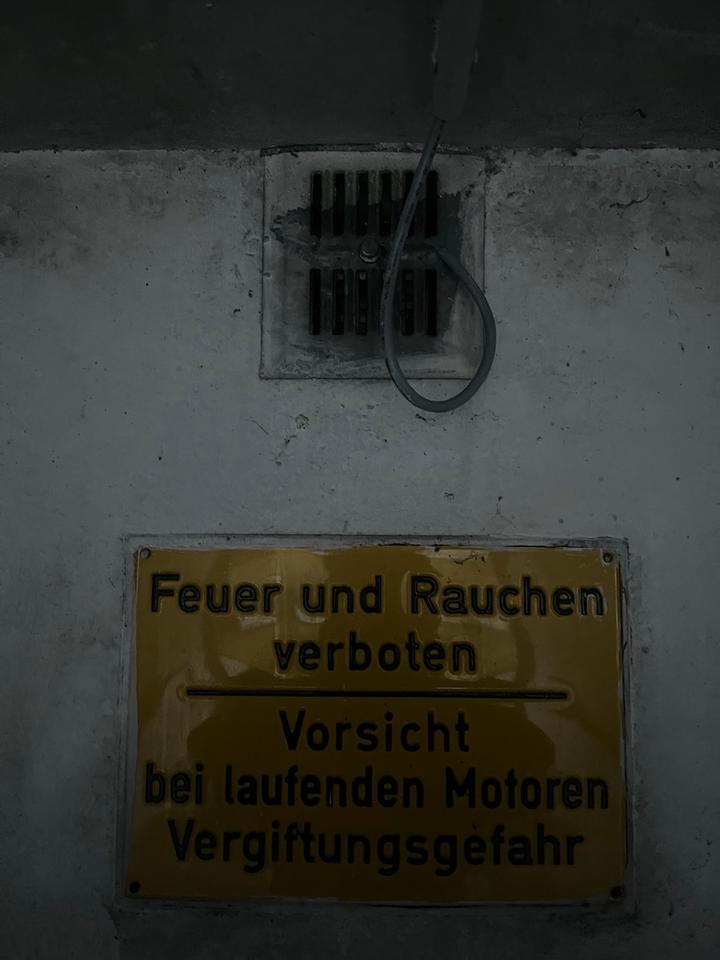 Feuer und Rauchen
verboten
Vorsicht
bei laufenden Motoren
Vergiftungsgefahr